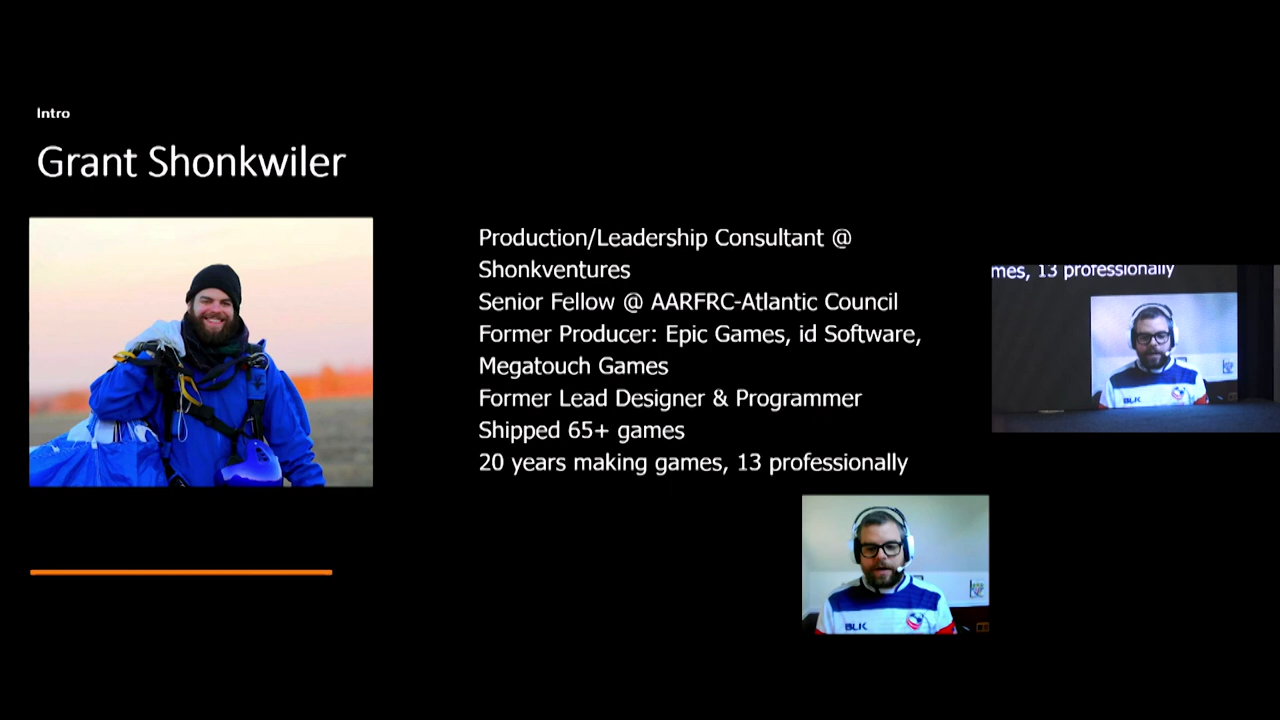 Intro
Grant Shonkwiler
Production/Leadership Consultant @
Shonkventures
Senior Fellow @ AARFRC-Atlantic Council
Former Producer: Epic Games, id Software,
Megatouch Games
Former Lead Designer & Programmer
Shipped 65+ games
20 years making games, 13 professionally
mes, 13 professionally
BLK
BLK